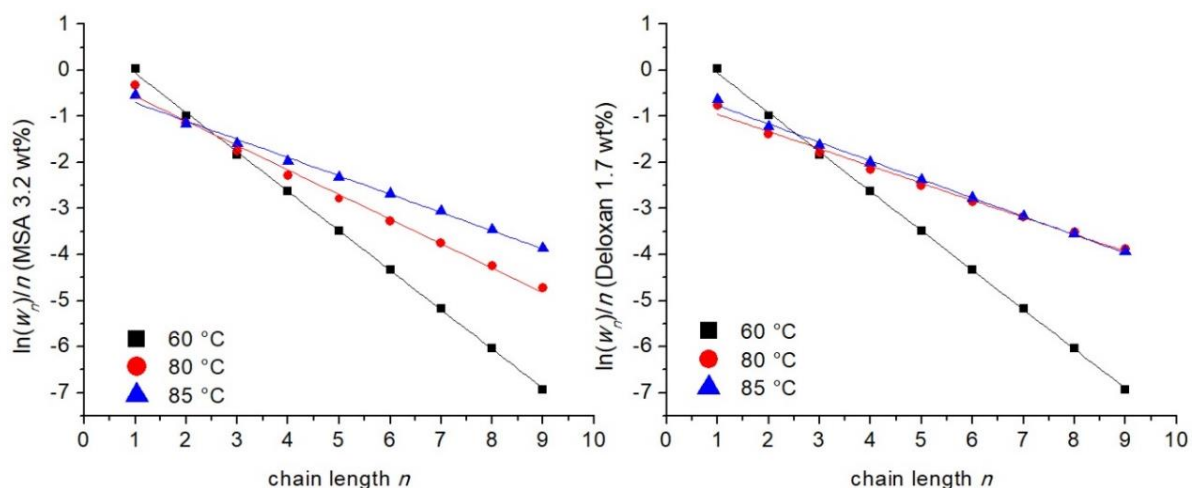 ln(wₙ)/n (MSA 3.2 wt%)
1
0
-1
-2
-3
-4
-5
-6
-7
60 °C
80 °C
85 °C
0 1 2 3 4 5 6 7 8 9 10
chain length n
ln(wₙ)/n (Deloxan 1.7 wt%)
1
0
-1
-2
-3
-4
-5
-6
-7
60 °C
80 °C
85 °C
0 1 2 3 4 5 6 7 8 9 10
chain length n